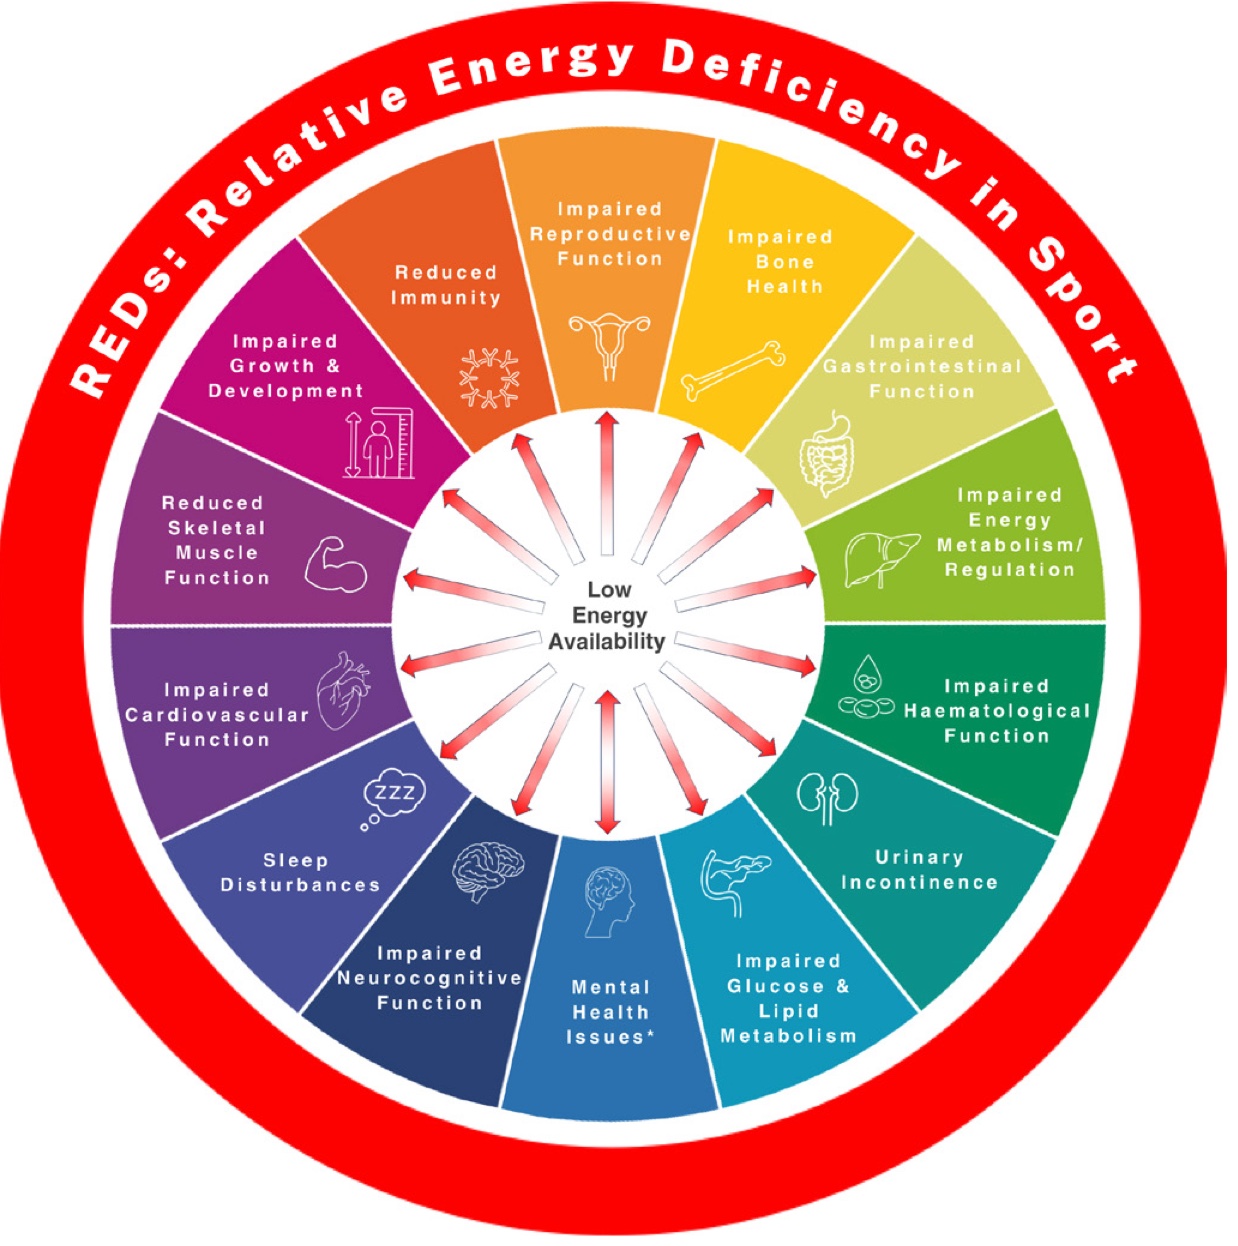 REDs: Relative Energy Deficiency in Sport
Impaired
Reproductive
Function
Impaired
Bone
Health
Impaired
Gastrointestinal
Function
Impaired
Energy
Metabolism/
Regulation
Impaired
Haematological
Function
Urinary
Incontinence
Impaired
Glucose &
Lipid
Metabolism
Mental
Health
Issues*
Impaired
Neurocognitive
Function
Sleep
Disturbances
zzz
Impaired
Cardiovascular
Function
Reduced
Skeletal
Muscle
Function
Impaired
Growth &
Development
Reduced
Immunity
Low
Energy
Availability